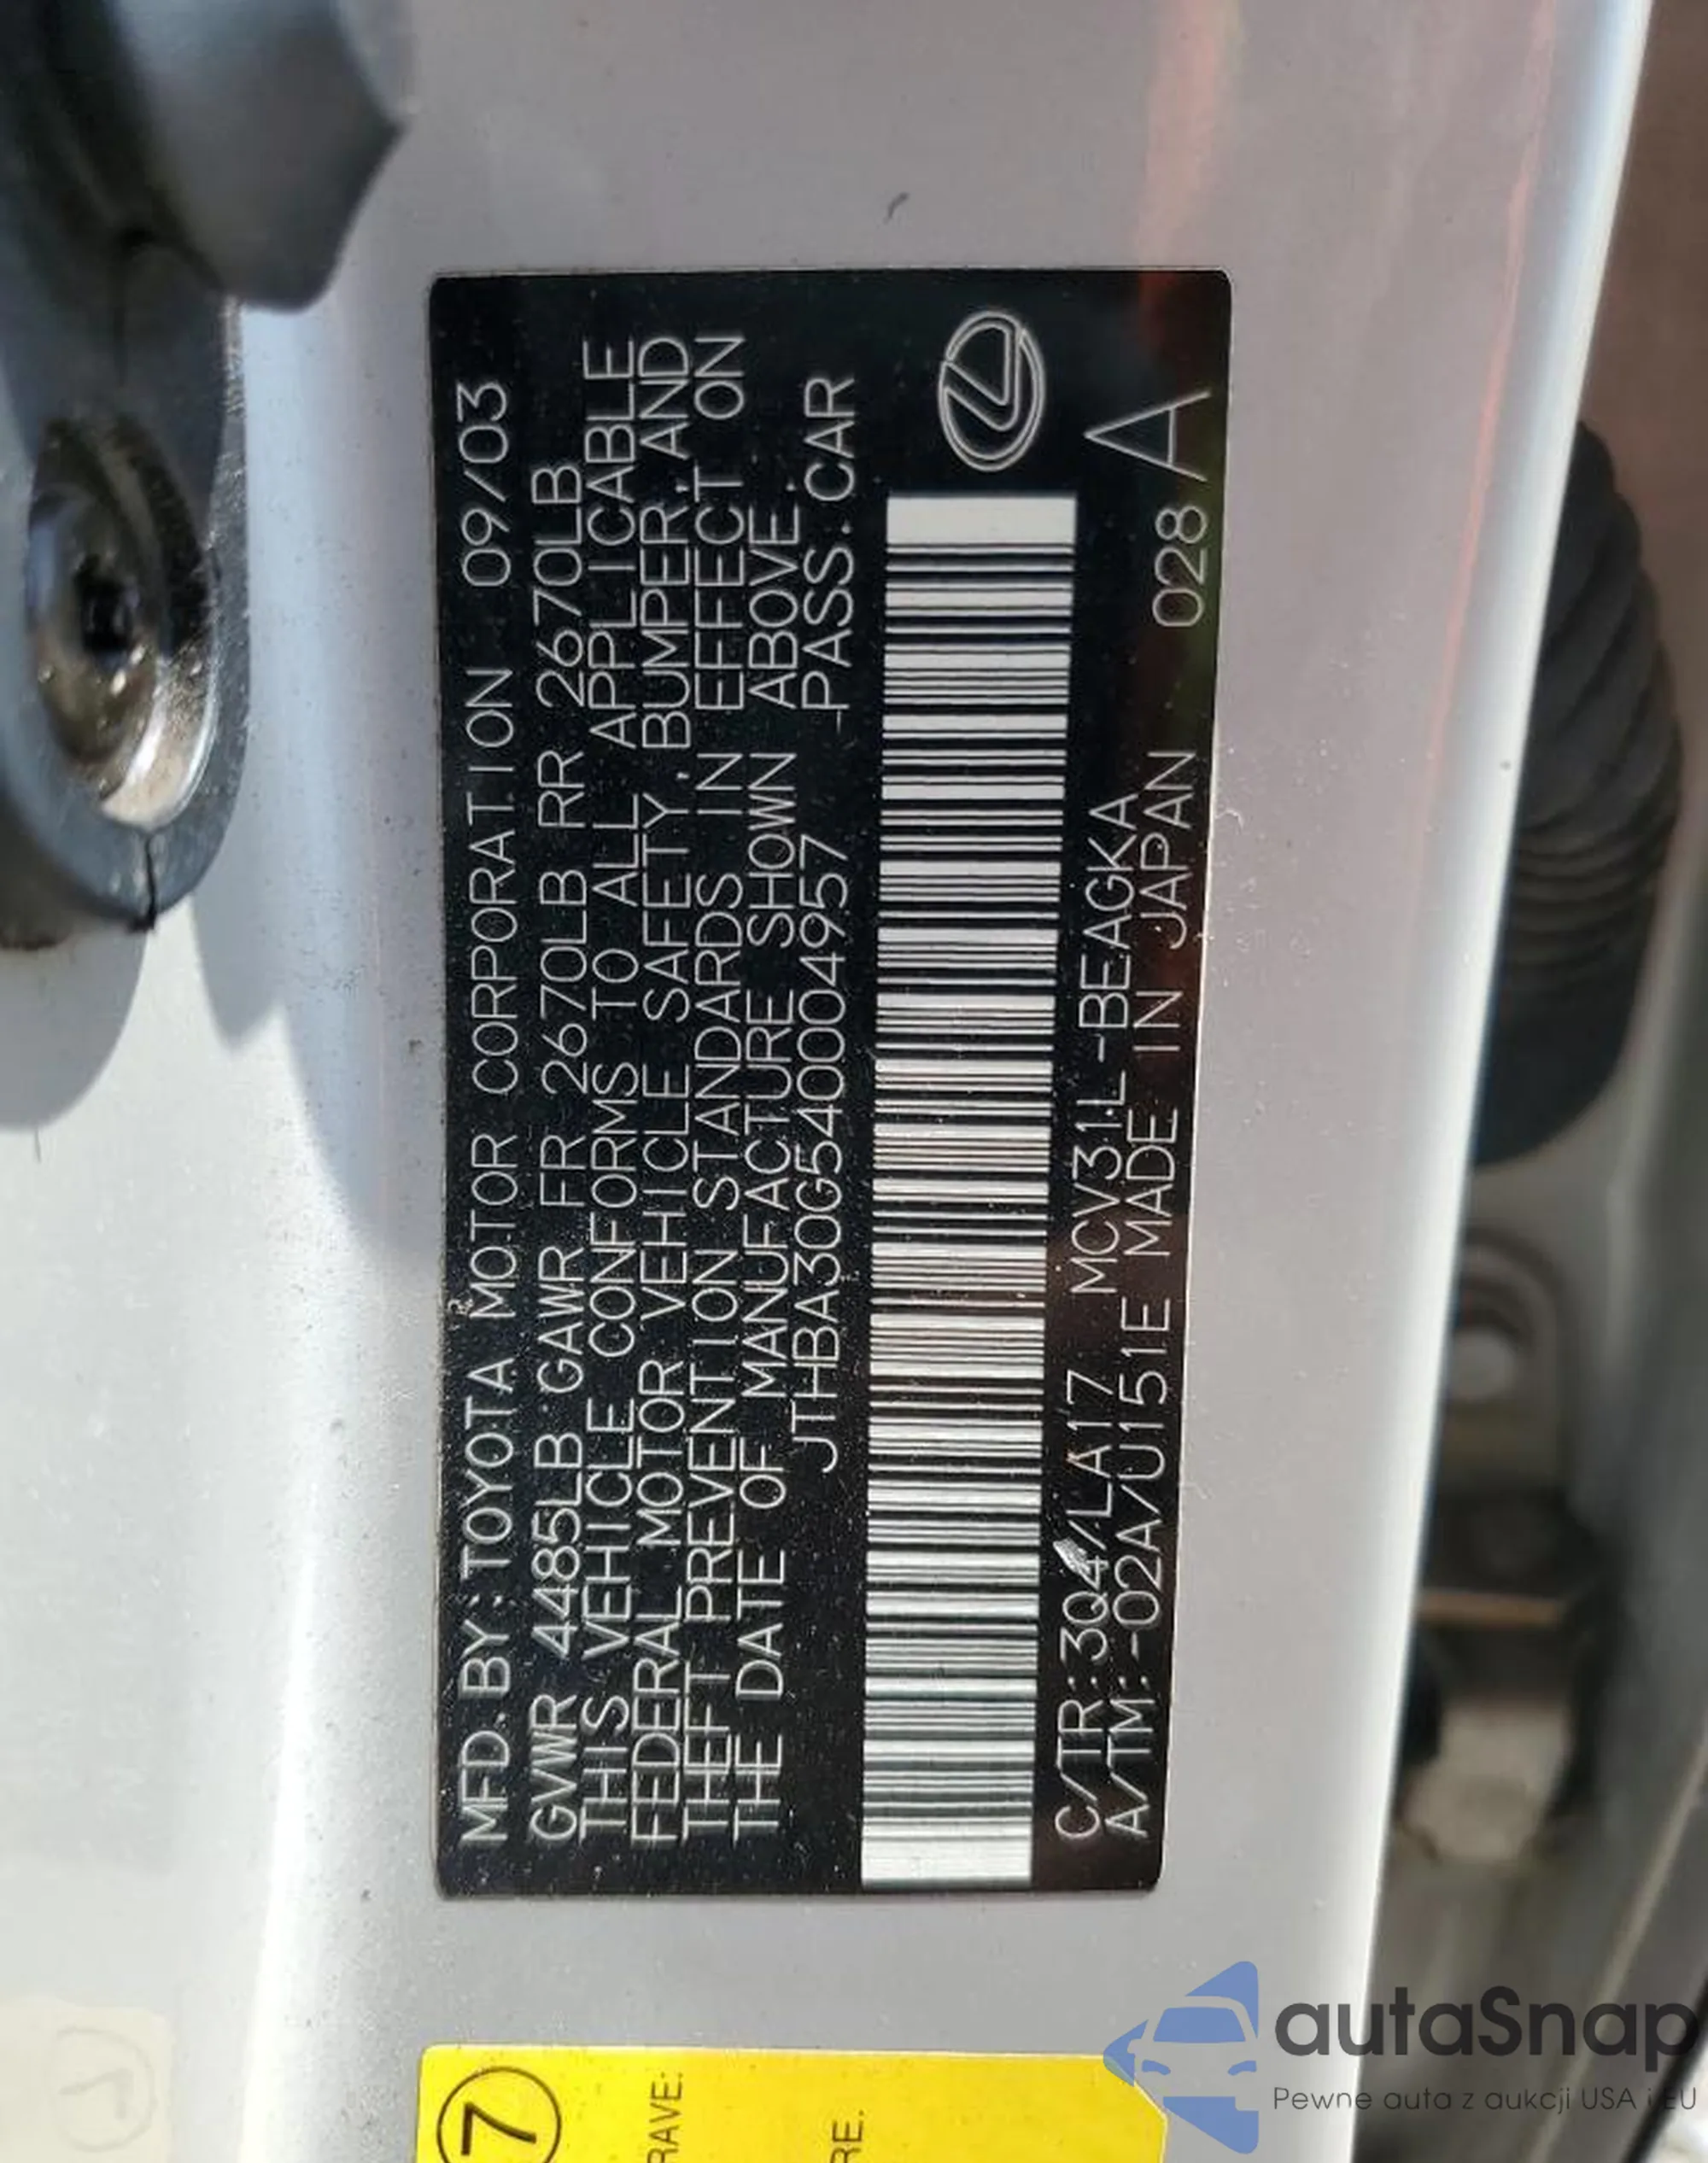 MFD.BY:TOYOTA MOTOR CORPORATION 09/03
GVWR 4485LB GAWR FR 2670LB RR 2670LB
THIS VEHICLE CONFORMS TO ALL APPLICABLE
FEDERAL MOTOR VEHICLE SAFETY, BUMPER, AND
THEFT PREVENTION STANDARDS IN EFFECT ON
THE DATE OF MANUFACTURE SHOWN ABOVE.
JTHBA30G540004957 PASS.CAR
C/TR:3Q4/LA17 MCV31L-BEAGKA
A/TM:-02A/U151E MADE IN JAPAN 028 A
7
RAVE:
RE.
autaSnap
Pewne auta z aukcji USA i EU